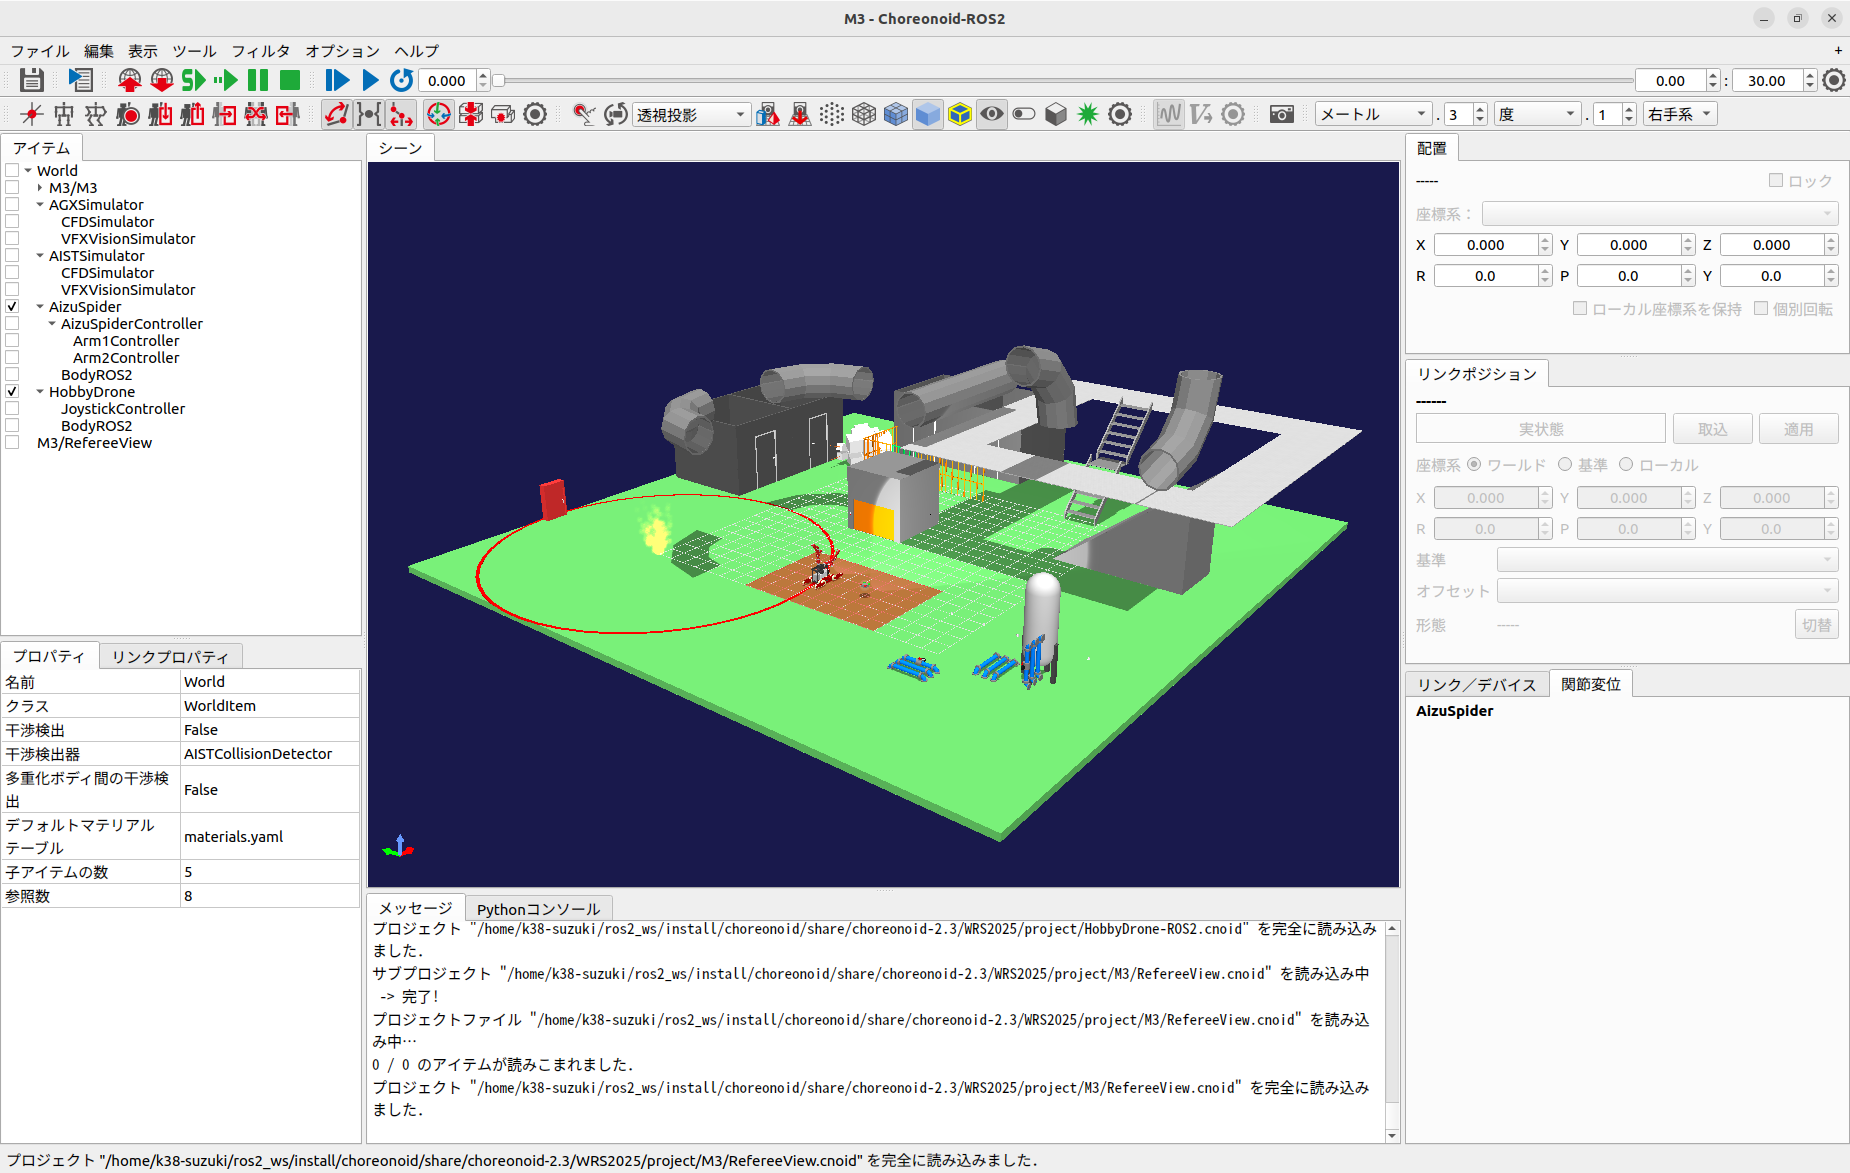 M3 - Choreonoid-ROS2
ファイル 編集 表示 ツール フィルタ オプション ヘルプ +
0.000 0.00 : 30.00
透視投影 メートル . 3 度 . 1 右手系
アイテム
World
M3/M3
AGXSimulator
CFDSimulator
VFXVisionSimulator
AISTSimulator
CFDSimulator
VFXVisionSimulator
AizuSpider
AizuSpiderController
Arm1Controller
Arm2Controller
BodyROS2
HobbyDrone
JoystickController
BodyROS2
M3/RefereeView
プロパティ リンクプロパティ
名前 World
クラス WorldItem
干渉検出 False
干渉検出器 AISTCollisionDetector
多重化ボディ間の干渉検
出 False
デフォルトマテリアル
テーブル materials.yaml
子アイテムの数 5
参照数 8
シーン
メッセージ Pythonコンソール
プロジェクト "/home/k38-suzuki/ros2_ws/install/choreonoid/share/choreonoid-2.3/WRS2025/project/HobbyDrone-ROS2.cnoid" を完全に読み込み
ました．
サブプロジェクト "/home/k38-suzuki/ros2_ws/install/choreonoid/share/choreonoid-2.3/WRS2025/project/M3/RefereeView.cnoid" を読み込み中
-> 完了!
プロジェクトファイル "/home/k38-suzuki/ros2_ws/install/choreonoid/share/choreonoid-2.3/WRS2025/project/M3/RefereeView.cnoid" を読み込
み中…
0 / 0 のアイテムが読みこまれました．
プロジェクト "/home/k38-suzuki/ros2_ws/install/choreonoid/share/choreonoid-2.3/WRS2025/project/M3/RefereeView.cnoid" を完全に読み込み
ました．
配置
----- ロック
座標系：
X 0.000 Y 0.000 Z 0.000
R 0.0 P 0.0 Y 0.0
ローカル座標系を保持 個別回転
リンクポジション
------
実状態 取込 適用
座標系 ワールド 基準 ローカル
X 0.000 Y 0.000 Z 0.000
R 0.0 P 0.0 Y 0.0
基準
オフセット
形態 ----- 切替
リンク／デバイス 関節変位
AizuSpider
プロジェクト "/home/k38-suzuki/ros2_ws/install/choreonoid/share/choreonoid-2.3/WRS2025/project/M3/RefereeView.cnoid" を完全に読み込みました．